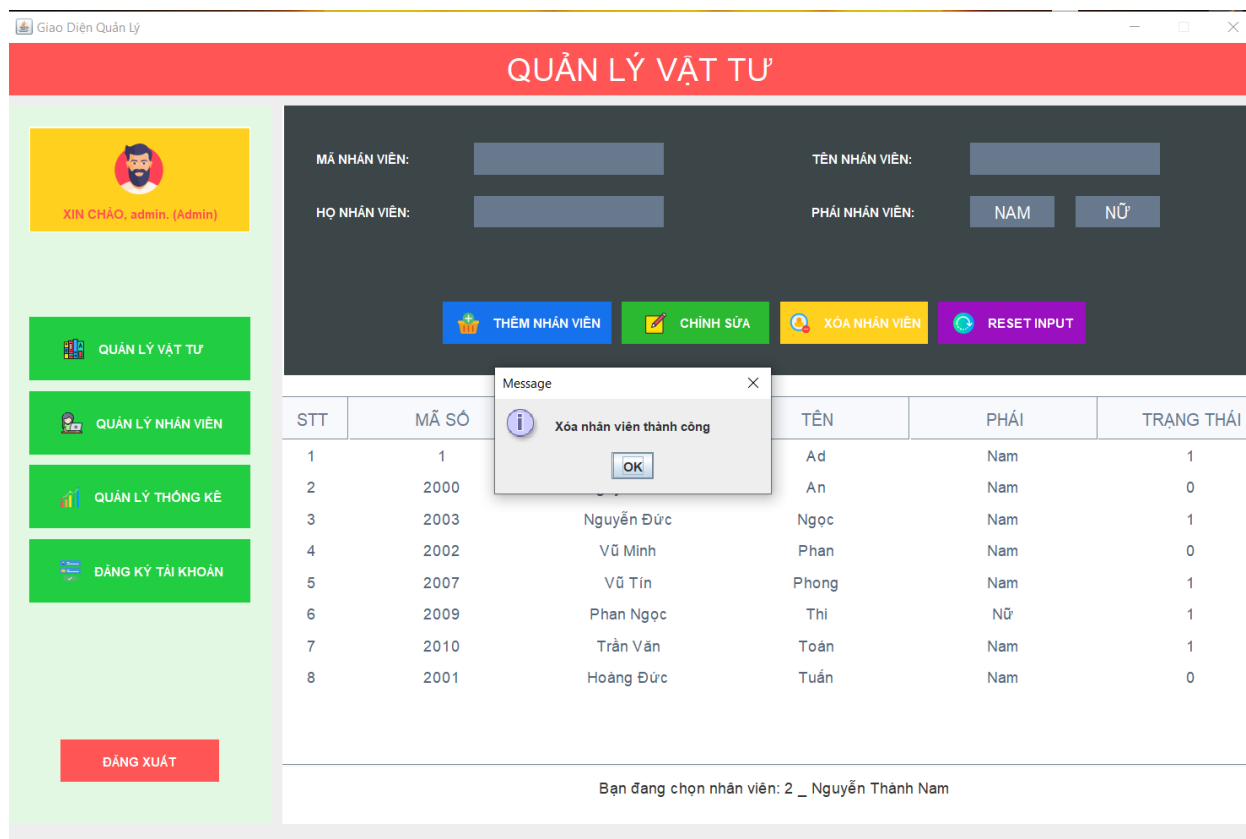 Giao Diện Quản Lý
QUẢN LÝ VẬT TƯ
XIN CHÀO, admin. (Admin)
MÃ NHÂN VIÊN:
TÊN NHÂN VIÊN:
HỌ NHÂN VIÊN:
PHÁI NHÂN VIÊN:
NAM
NỮ
THÊM NHÂN VIÊN
CHỈNH SỬA
XÓA NHÂN VIÊN
RESET INPUT
QUẢN LÝ VẬT TƯ
QUẢN LÝ NHÂN VIÊN
QUẢN LÝ THỐNG KÊ
ĐĂNG KÝ TÀI KHOẢN
ĐĂNG XUẤT
Message
Xóa nhân viên thành công
OK
STT MÃ SỐ TÊN PHÁI TRẠNG THÁI
1 1 Ad Nam 1
2 2000 An Nam 0
3 2003 Nguyễn Đức Ngọc Nam 1
4 2002 Vũ Minh Phan Nam 0
5 2007 Vũ Tín Phong Nam 1
6 2009 Phan Ngọc Thi Nữ 1
7 2010 Trần Văn Toán Nam 1
8 2001 Hoàng Đức Tuấn Nam 0
Bạn đang chọn nhân viên: 2 _ Nguyễn Thành Nam